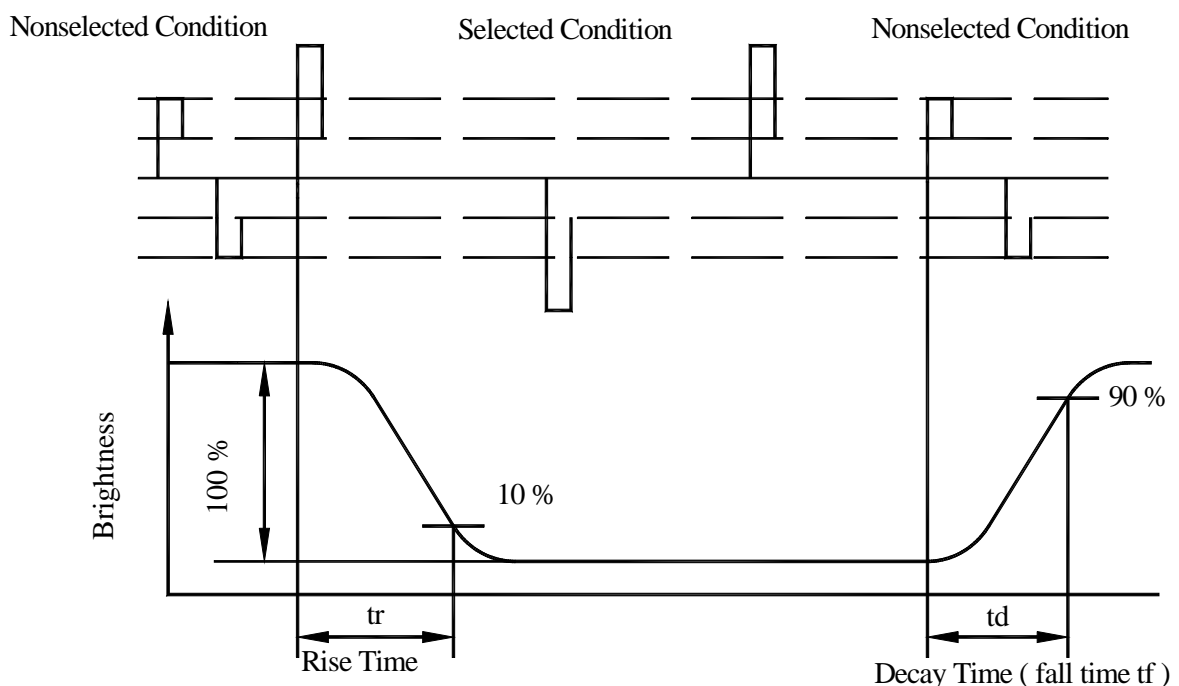 Nonselected Condition
Selected Condition
Nonselected Condition
Brightness
100 %
10 %
90 %
tr
Rise Time
td
Decay Time ( fall time tf )